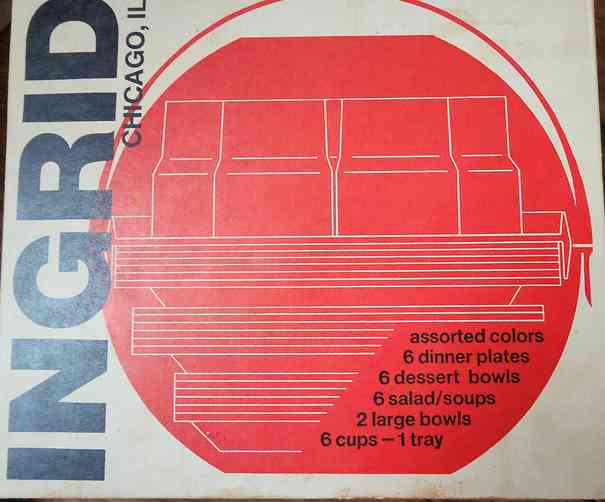 INGRID
CHICAGO, IL
assorted colors
6 dinner plates
6 dessert bowls
6 salad/soups
2 large bowls
6 cups – 1 tray